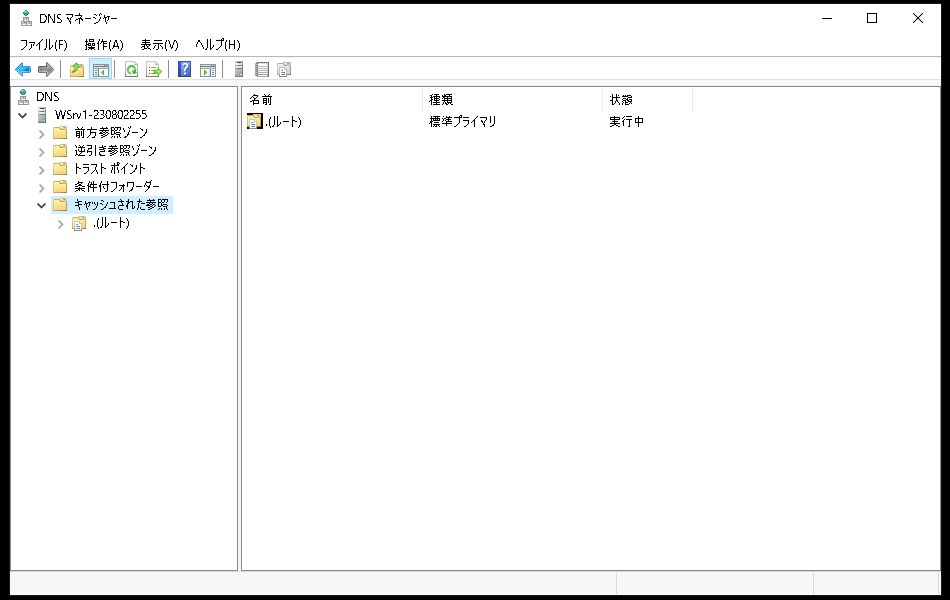 DNS マネージャー
ファイル(F) 操作(A) 表示(V) ヘルプ(H)
DNS
WSrv1-230802255
前方参照ゾーン
逆引き参照ゾーン
トラスト ポイント
条件付フォワーダー
キャッシュされた参照
.(ルート)
名前 種類 状態
.(ルート) 標準プライマリ 実行中